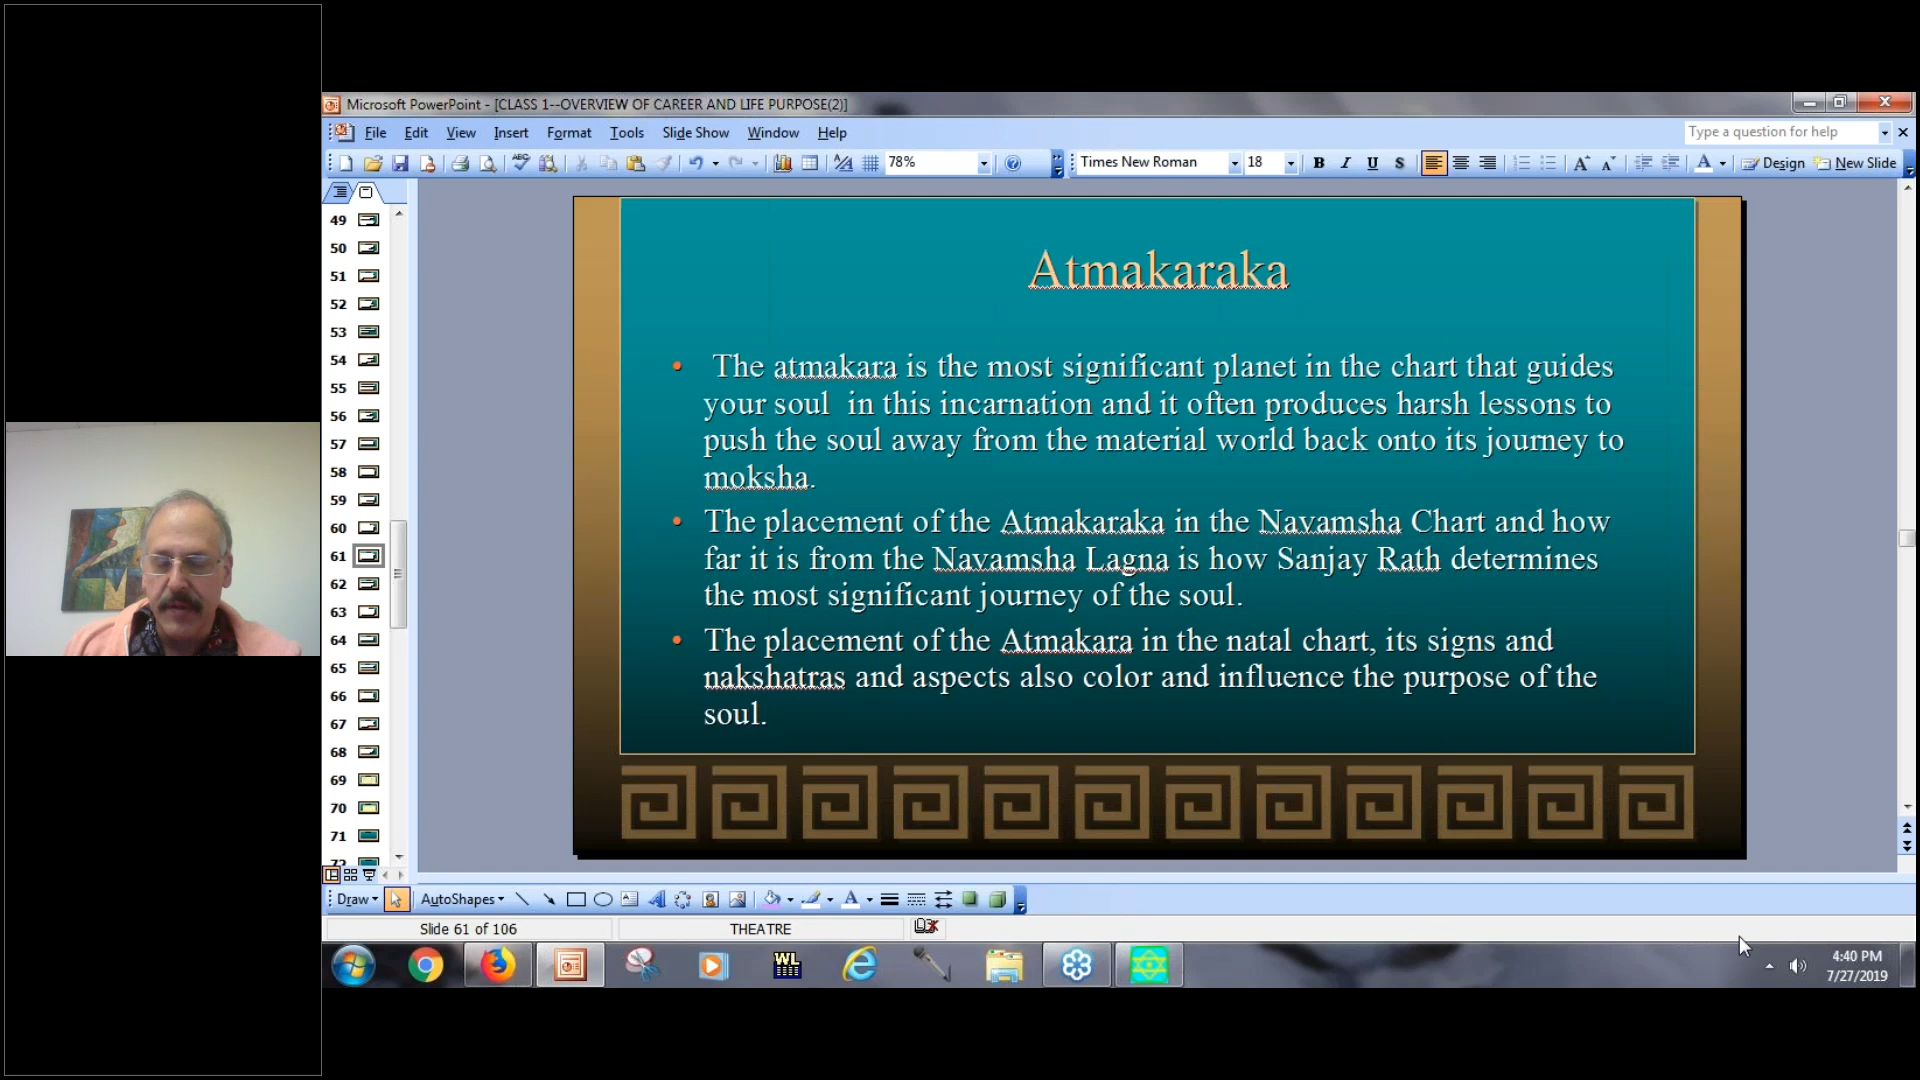 Microsoft PowerPoint - [CLASS 1--OVERVIEW OF CAREER AND LIFE PURPOSE(2)]
File Edit View Insert Format Tools Slide Show Window Help
Type a question for help
78%
Times New Roman
18
B I U S
Design
New Slide
49
50
51
52
53
54
55
56
57
58
59
60
61
62
63
64
65
66
67
68
69
70
71
72
Atmakaraka
• The atmakara is the most significant planet in the chart that guides
your soul in this incarnation and it often produces harsh lessons to
push the soul away from the material world back onto its journey to
moksha.
• The placement of the Atmakaraka in the Navamsha Chart and how
far it is from the Navamsha Lagna is how Sanjay Rath determines
the most significant journey of the soul.
• The placement of the Atmakara in the natal chart, its signs and
nakshatras and aspects also color and influence the purpose of the
soul.
Draw AutoShapes
Slide 61 of 106
THEATRE
WL
4:40 PM
7/27/2019